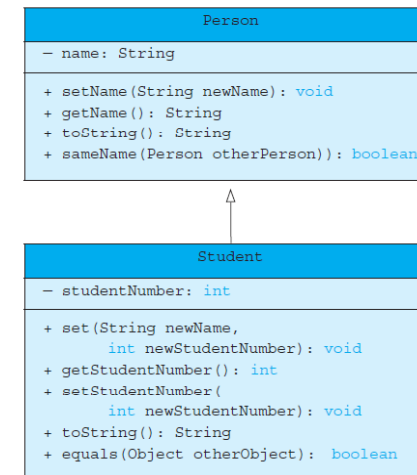 Person
— name: String
+ setName(String newName): void
+ getName(): String
+ toString(): String
+ sameName(Person otherPerson)): boolean
Student
— studentNumber: int
+ set(String newName,
int newStudentNumber): void
+ getStudentNumber(): int
+ setStudentNumber(
int newStudentNumber): void
+ toString(): String
+ equals(Object otherObject): boolean